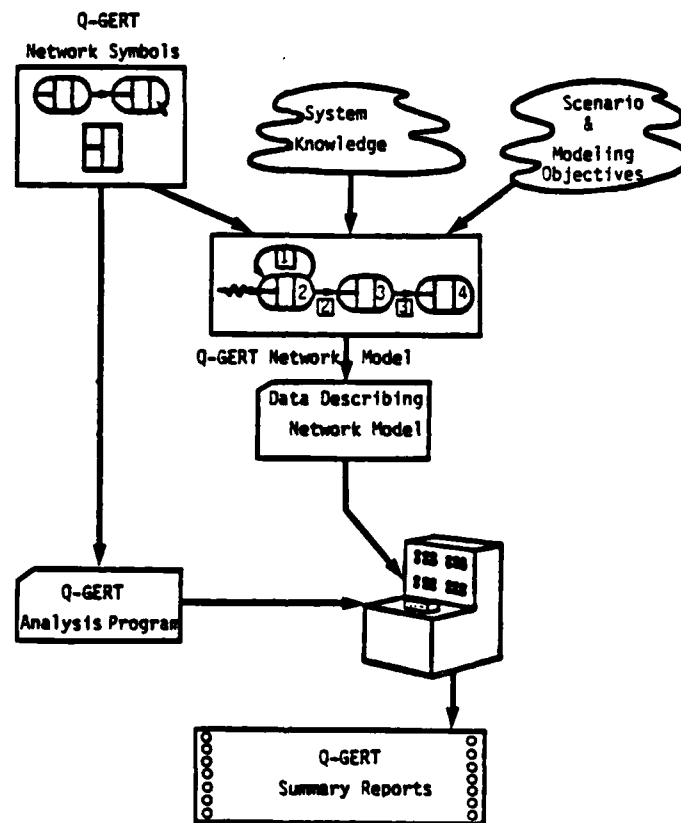 Q-GERT
Network Symbols
System
Knowledge
Scenario
&
Modeling
Objectives
1
2
3
4
2
3
Q-GERT Network Model
Data Describing
Network Model
Q-GERT
Analysis Program
Q-GERT
Summary Reports